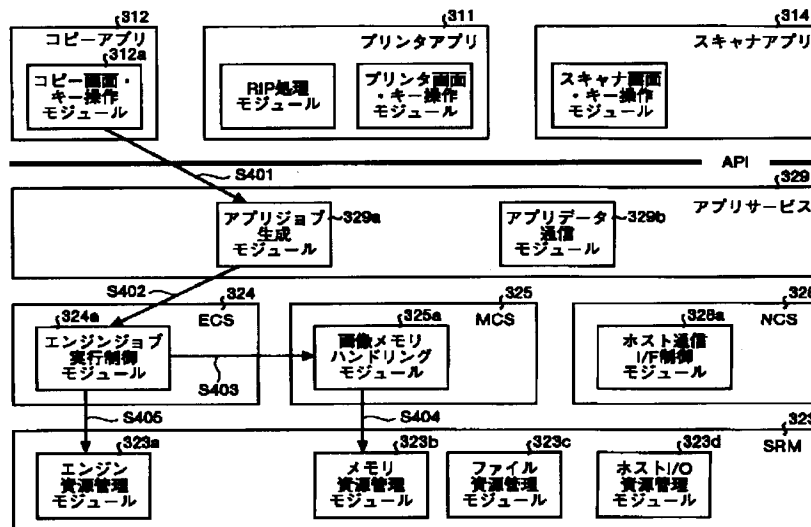 312
コピーアプリ
312a
コピー画面・
キー操作
モジュール
311
プリンタアプリ
RIP処理
モジュール
プリンタ画面
・キー操作
モジュール
314
スキャナアプリ
スキャナ画面
・キー操作
モジュール
API
S401
329
アプリサービス
アプリジョブ
生成
モジュール
329a
アプリデータ
通信
モジュール
329b
S402
324
ECS
324a
エンジンジョブ
実行制御
モジュール
S403
325
MCS
325a
画像メモリ
ハンドリング
モジュール
326
NCS
328a
ホスト通信
I/F制御
モジュール
S405
S404
323
SRM
323a
エンジン
資源管理
モジュール
323b
メモリ
資源管理
モジュール
323c
ファイル
資源管理
モジュール
323d
ホストI/O
資源管理
モジュール